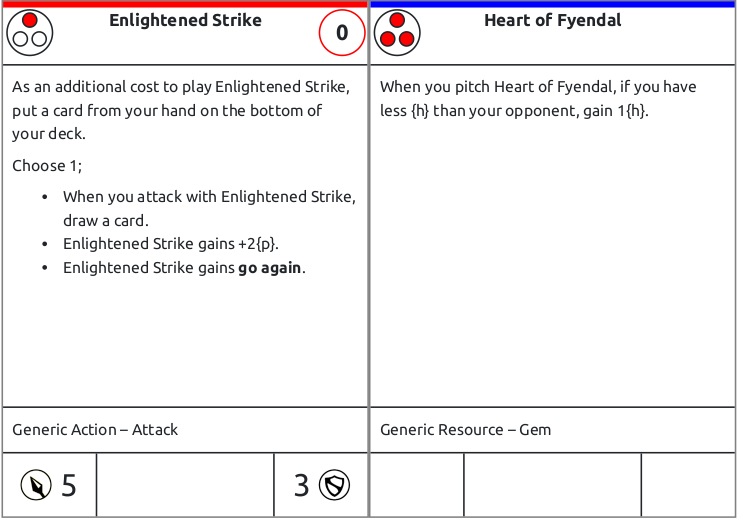 Enlightened Strike
0
As an additional cost to play Enlightened Strike,
put a card from your hand on the bottom of
your deck.
Choose 1;
• When you attack with Enlightened Strike,
draw a card.
• Enlightened Strike gains +2{p}.
• Enlightened Strike gains go again.
Generic Action – Attack
5
3
Heart of Fyendal
When you pitch Heart of Fyendal, if you have
less {h} than your opponent, gain 1{h}.
Generic Resource – Gem